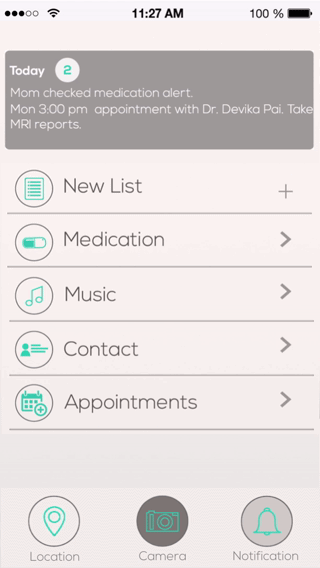 11:27 AM 100 %
Today 2
Mom checked medication alert.
Mon 3:00 pm appointment with Dr. Devika Pai. Take
MRI reports.
New List +
Medication
Music
Contact
Appointments
Location Camera Notification